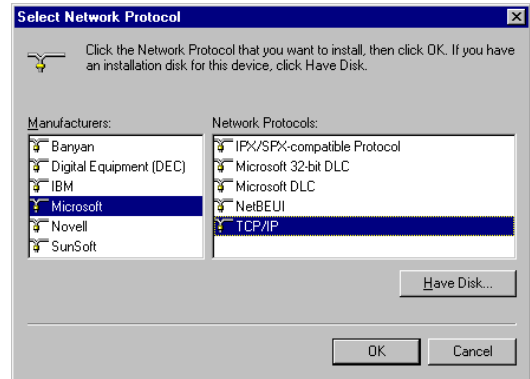 Select Network Protocol
Click the Network Protocol that you want to install, then click OK. If you have
an installation disk for this device, click Have Disk.
Manufacturers:
Banyan
Digital Equipment (DEC)
IBM
Microsoft
Novell
SunSoft
Network Protocols:
IPX/SPX-compatible Protocol
Microsoft 32-bit DLC
Microsoft DLC
NetBEUI
TCP/IP
Have Disk...
OK
Cancel